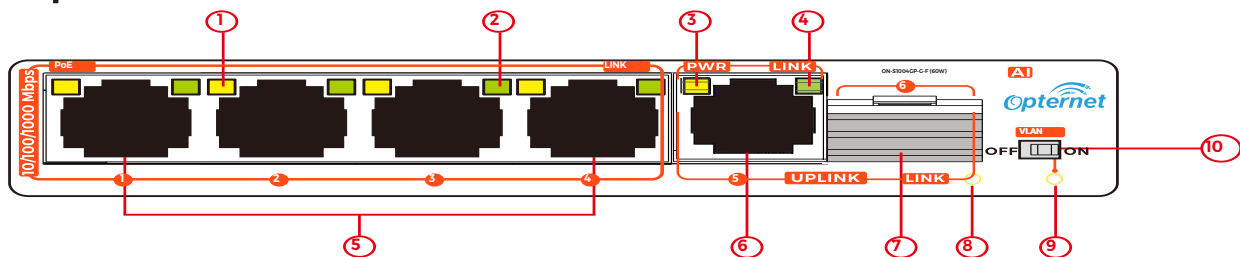 1 2 3 4
PoE LINK PWR LINK ON-S1004GP-G-F (60W) AI
6
Opternet
10/100/1000 Mbps
VLAN
OFF ON 10
1 2 3 4 5 UPLINK LINK
5 6 7 8 9